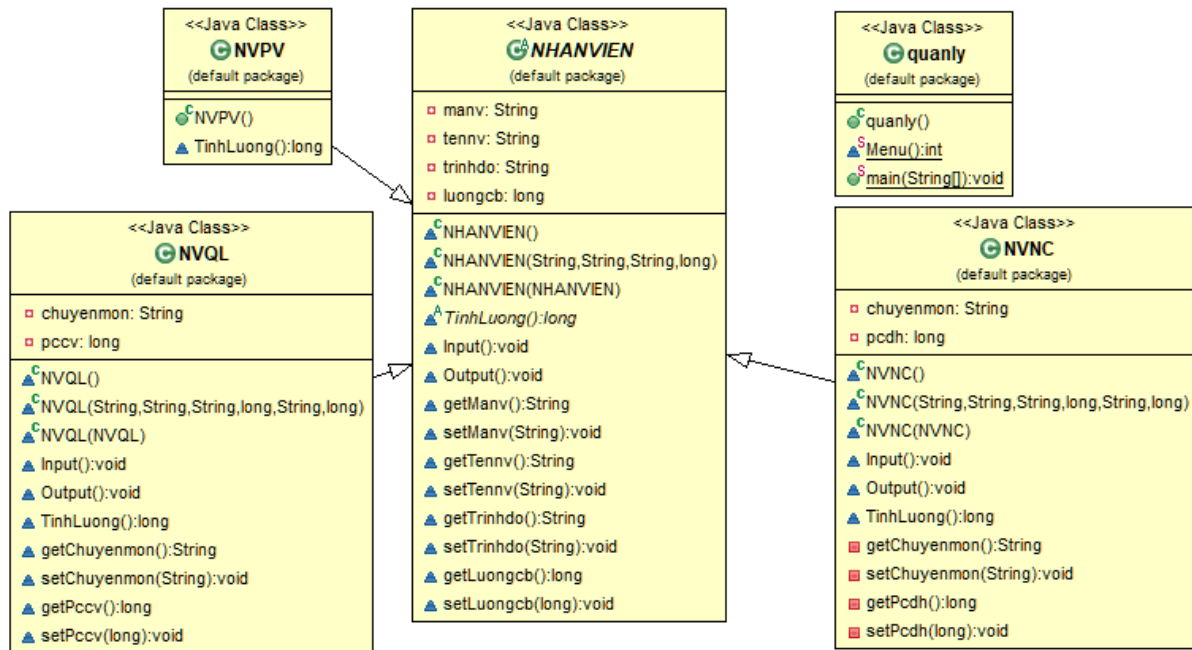 <<Java Class>>
NVPV
(default package)
NVPV()
TinhLuong():long
<<Java Class>>
NHANVIEN
(default package)
manv: String
tennv: String
trinhdo: String
luongcb: long
NHANVIEN()
NHANVIEN(String,String,String,long)
NHANVIEN(NHANVIEN)
TinhLuong():long
Input():void
Output():void
getManv():String
setManv(String):void
getTennv():String
setTennv(String):void
getTrinhdo():String
setTrinhdo(String):void
getLuongcb():long
setLuongcb(long):void
<<Java Class>>
quanly
(default package)
quanly()
Menu():int
main(String[]):void
<<Java Class>>
NVQL
(default package)
chuyenmon: String
pccv: long
NVQL()
NVQL(String,String,String,long,String,long)
NVQL(NVQL)
Input():void
Output():void
TinhLuong():long
getChuyenmon():String
setChuyenmon(String):void
getPccv():long
setPccv(long):void
<<Java Class>>
NVNC
(default package)
chuyenmon: String
pcdh: long
NVNC()
NVNC(String,String,String,long,String,long)
NVNC(NVNC)
Input():void
Output():void
TinhLuong():long
getChuyenmon():String
setChuyenmon(String):void
getPcdh():long
setPcdh(long):void